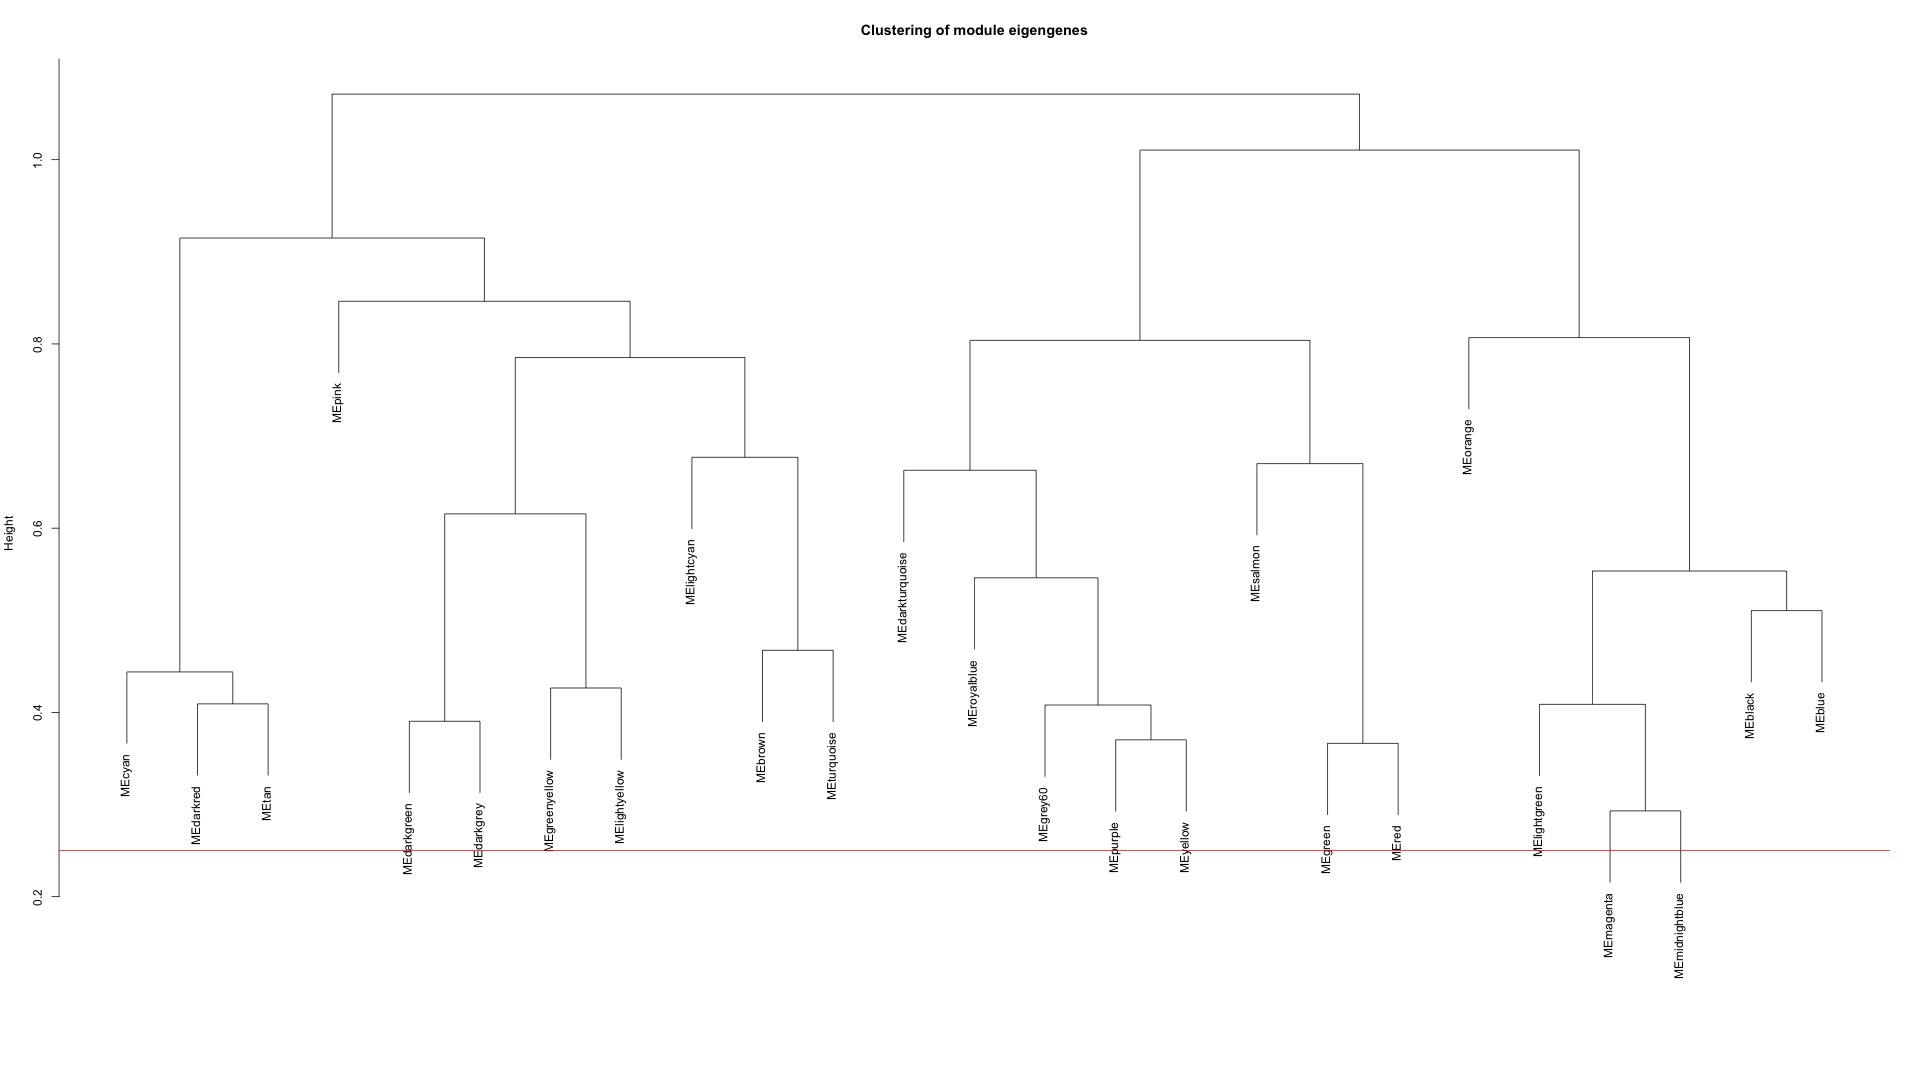 Clustering of module eigengenes
Height
1.0
0.8
0.6
0.4
0.2
MEcyan
MEdarkred
MEtan
MEpink
MEdarkgreen
MEdarkgrey
MEgreenyellow
MElightyellow
MElightcyan
MEbrown
MEturquoise
MEdarkturquoise
MEroyalblue
MEgrey60
MEpurple
MEyellow
MEsalmon
MEgreen
MEred
MEorange
MElightgreen
MEmagenta
MEmidnightblue
MEblack
MEblue